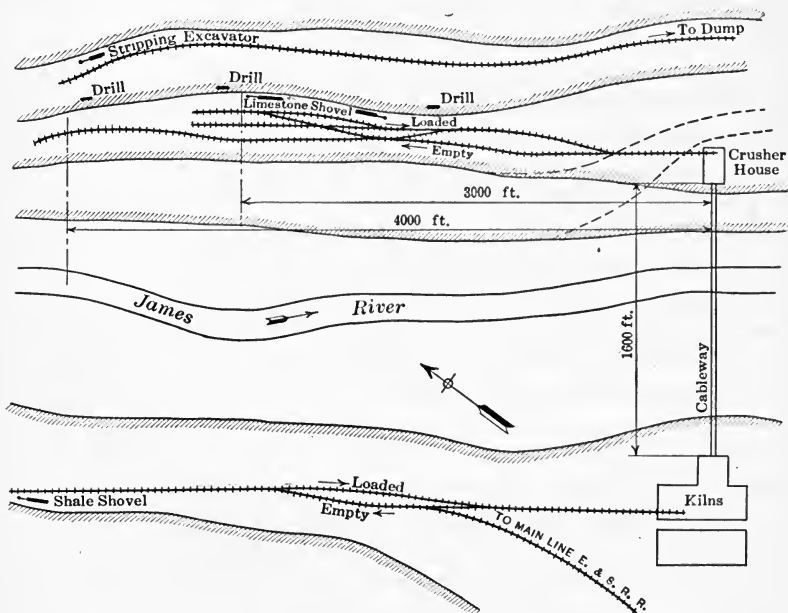 Stripping Excavator
To Dump
Drill
Drill
Drill
Limestone Shovel
Loaded
Empty
Crusher
House
3000 ft.
4000 ft.
James River
1600 ft.
Cableway
Shale Shovel
Loaded
Empty
Kilns
TO MAIN LINE E. & S. R. R.